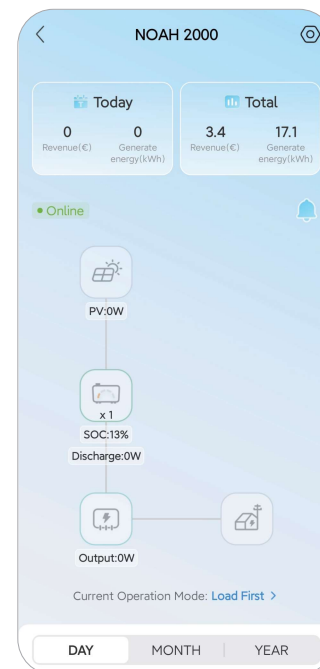 NOAH 2000
Today
Total
0
0
3.4
17.1
Revenue(€)
Generate
energy(kWh)
Revenue(€)
Generate
energy(kWh)
Online
PV:0W
x 1
SOC:13%
Discharge:0W
Output:0W
Current Operation Mode: Load First >
DAY
MONTH
YEAR